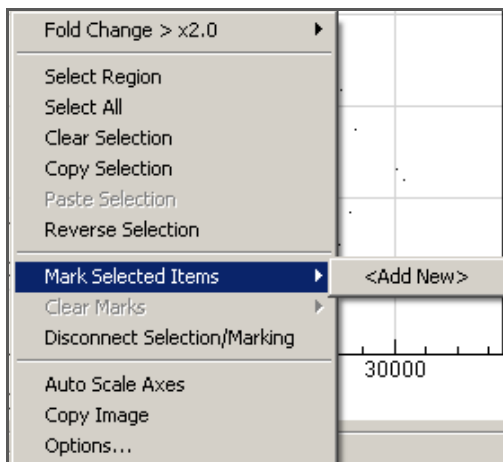 Fold Change > x2.0
Select Region
Select All
Clear Selection
Copy Selection
Paste Selection
Reverse Selection
Mark Selected Items
<Add New>
Clear Marks
Disconnect Selection/Marking
30000
Auto Scale Axes
Copy Image
Options...